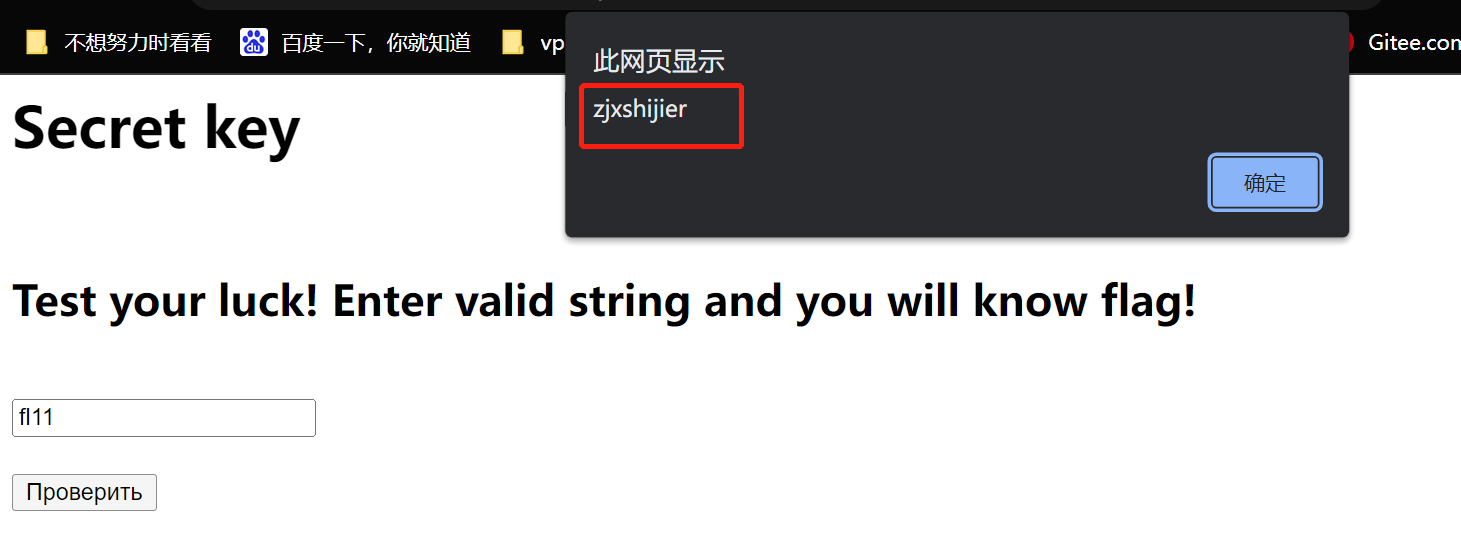 不想努力时看看 百度一下，你就知道 vp Gitee.com
此网页显示
zjxshijier
确定
Secret key
Test your luck! Enter valid string and you will know flag!
fl11
Проверить